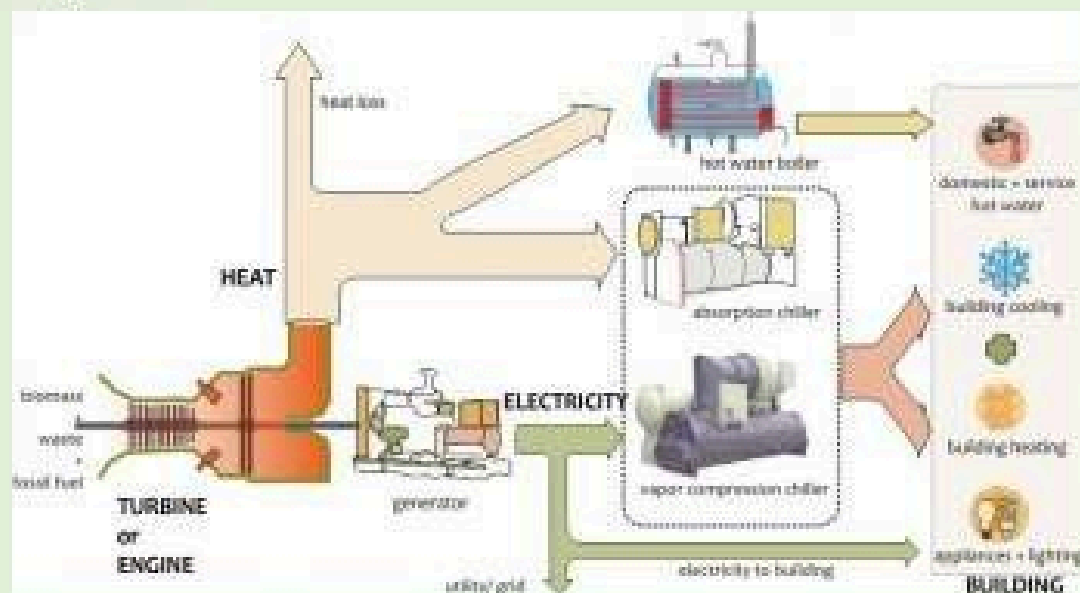 heat loss
hot water boiler
domestic + service
hot water
HEAT
absorption chiller
building cooling
biomass
+
waste
+
fossil fuel
ELECTRICITY
building heating
generator
vapor compression chiller
TURBINE
or
ENGINE
appliances + lighting
electricity to building
utility/ grid
BUILDING